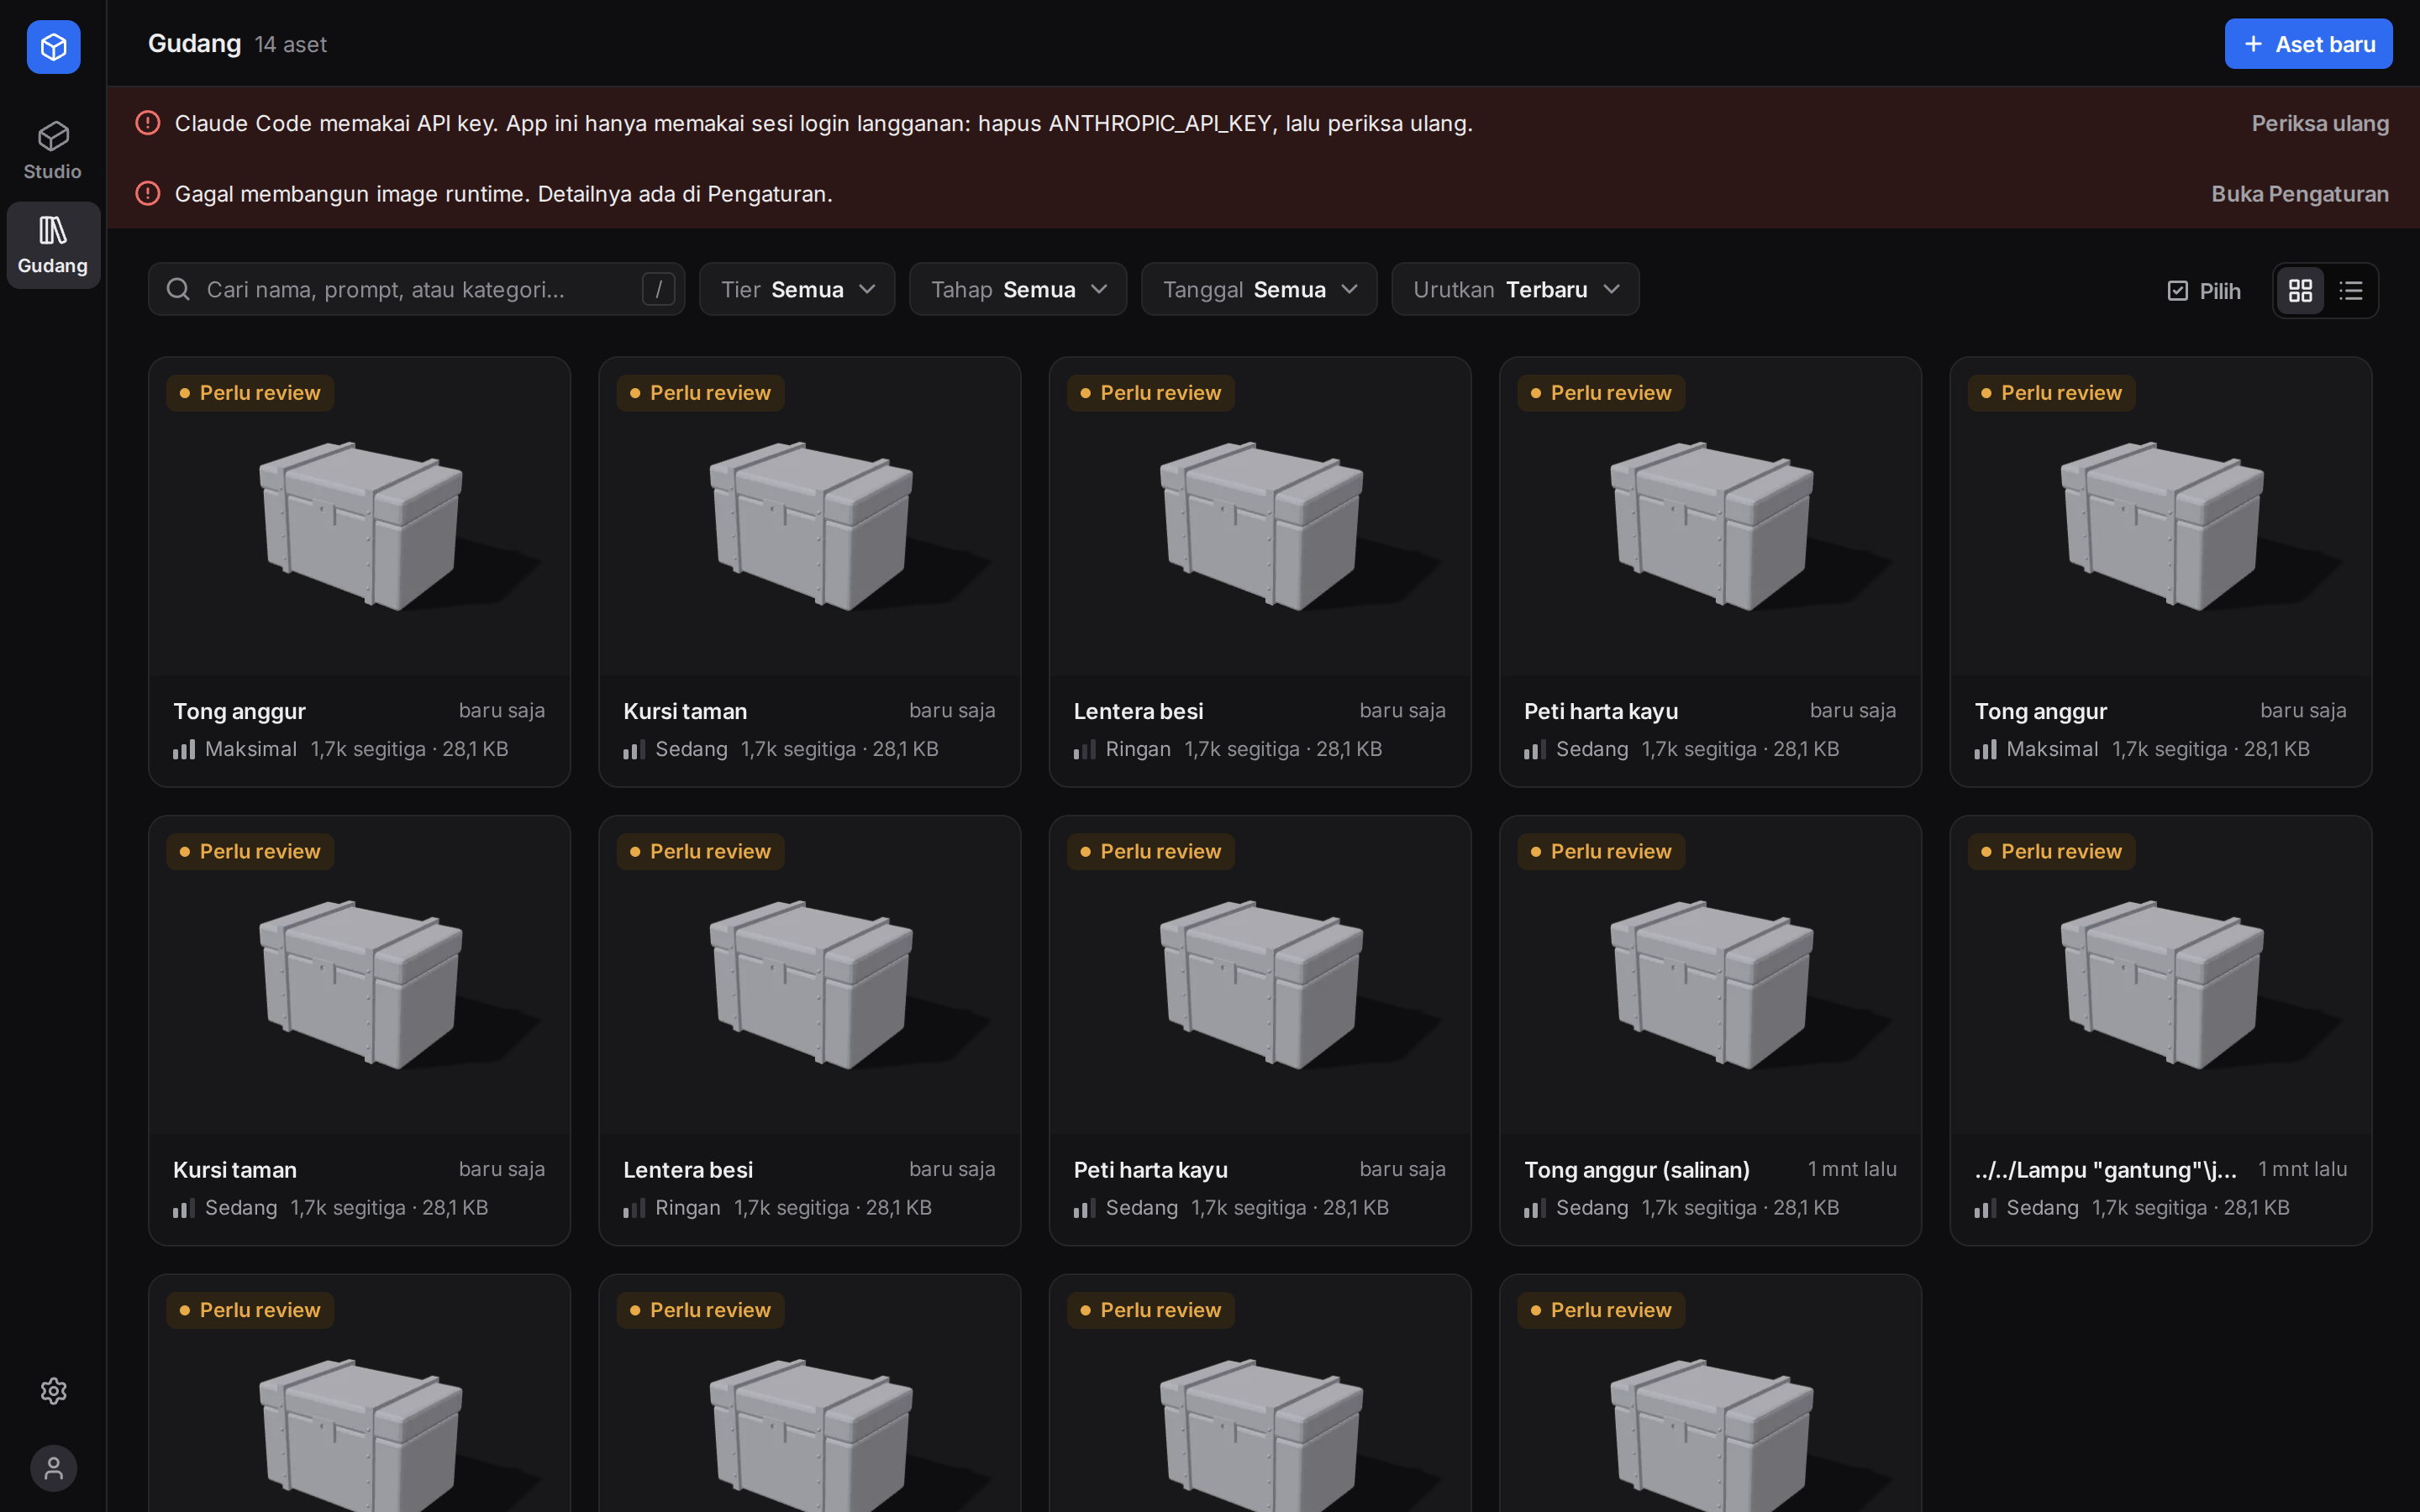 Gudang 14 aset
+ Aset baru
Studio
Gudang
Claude Code memakai API key. App ini hanya memakai sesi login langganan: hapus ANTHROPIC_API_KEY, lalu periksa ulang.
Periksa ulang
Gagal membangun image runtime. Detailnya ada di Pengaturan.
Buka Pengaturan
Cari nama, prompt, atau kategori... /
Tier Semua
Tahap Semua
Tanggal Semua
Urutkan Terbaru
Pilih
Perlu review
Tong anggur baru saja
Maksimal 1,7k segitiga · 28,1 KB
Perlu review
Kursi taman baru saja
Sedang 1,7k segitiga · 28,1 KB
Perlu review
Lentera besi baru saja
Ringan 1,7k segitiga · 28,1 KB
Perlu review
Peti harta kayu baru saja
Sedang 1,7k segitiga · 28,1 KB
Perlu review
Tong anggur baru saja
Maksimal 1,7k segitiga · 28,1 KB
Perlu review
Kursi taman baru saja
Sedang 1,7k segitiga · 28,1 KB
Perlu review
Lentera besi baru saja
Ringan 1,7k segitiga · 28,1 KB
Perlu review
Peti harta kayu baru saja
Sedang 1,7k segitiga · 28,1 KB
Perlu review
Tong anggur (salinan) 1 mnt lalu
Sedang 1,7k segitiga · 28,1 KB
Perlu review
../../Lampu "gantung"\j... 1 mnt lalu
Sedang 1,7k segitiga · 28,1 KB
Perlu review
Perlu review
Perlu review
Perlu review